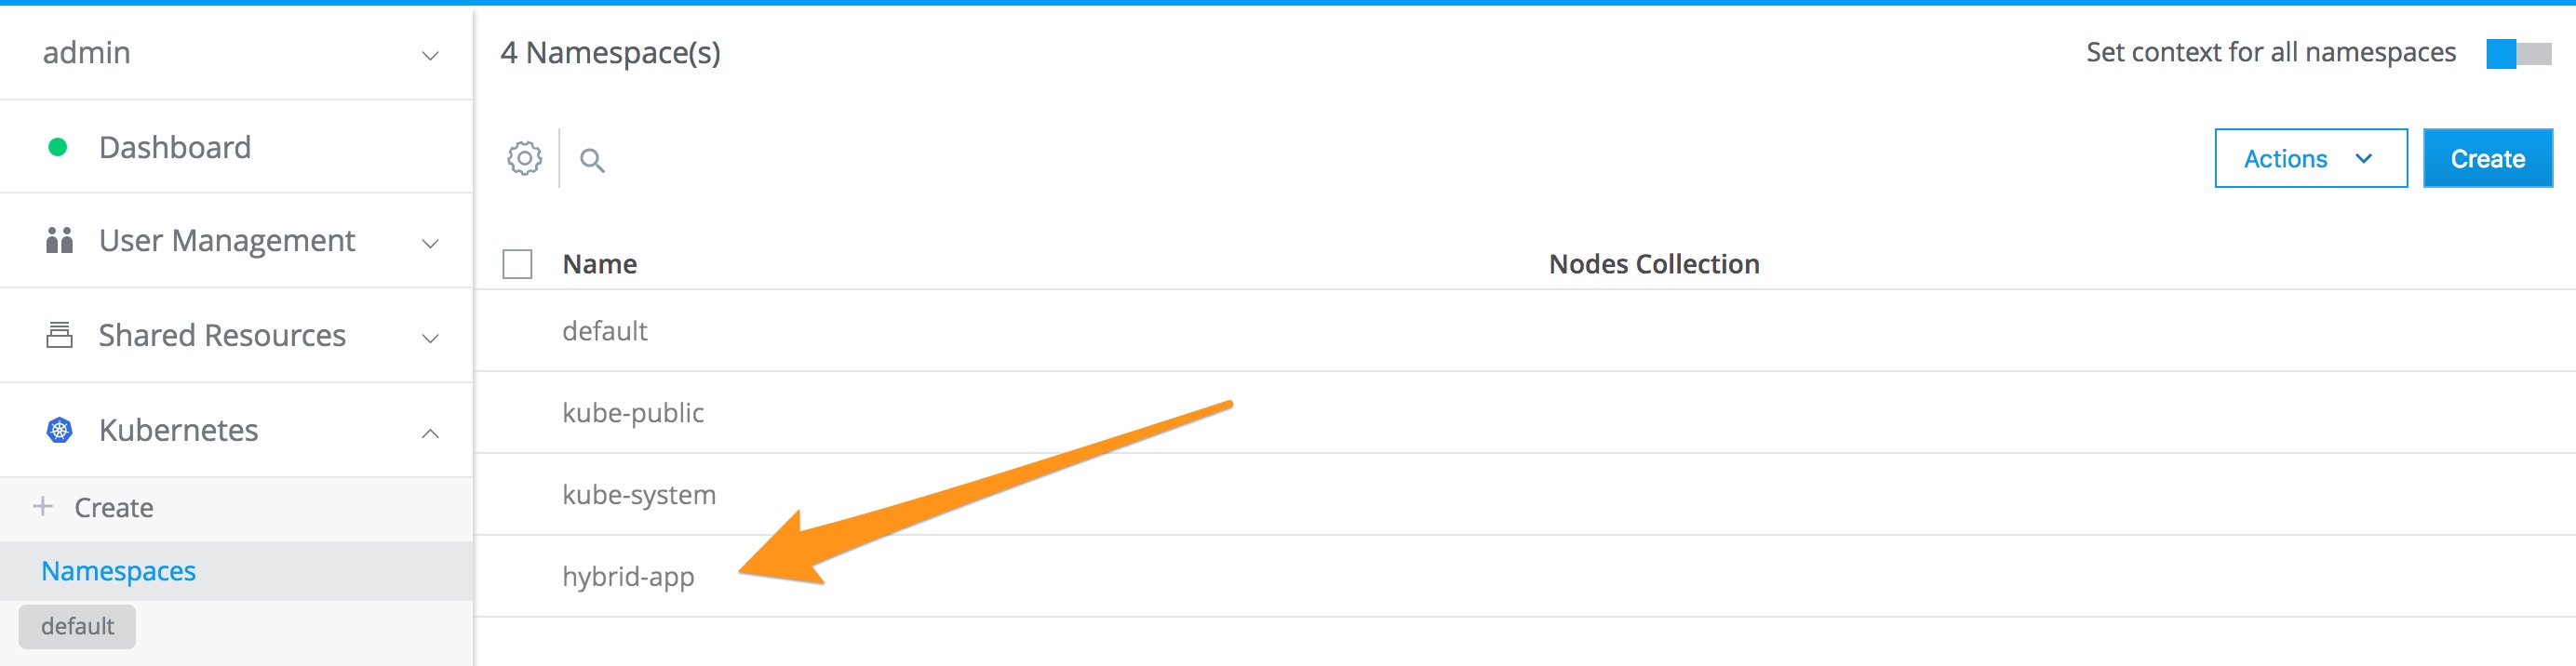 admin
Dashboard
User Management
Shared Resources
Kubernetes
Create
Namespaces
default
4 Namespace(s)
Set context for all namespaces
Actions
Create
Name
Nodes Collection
default
kube-public
kube-system
hybrid-app